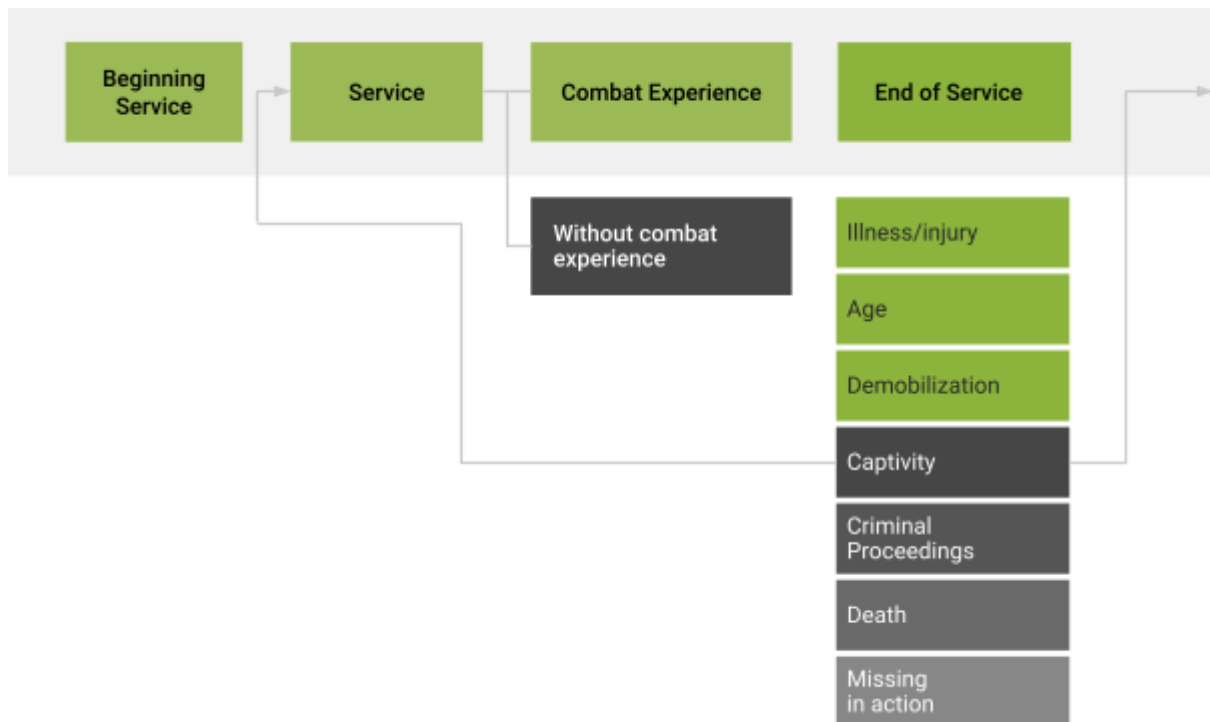 Beginning
Service
Service
Combat Experience
End of Service
Without combat
experience
Illness/injury
Age
Demobilization
Captivity
Criminal
Proceedings
Death
Missing
in action